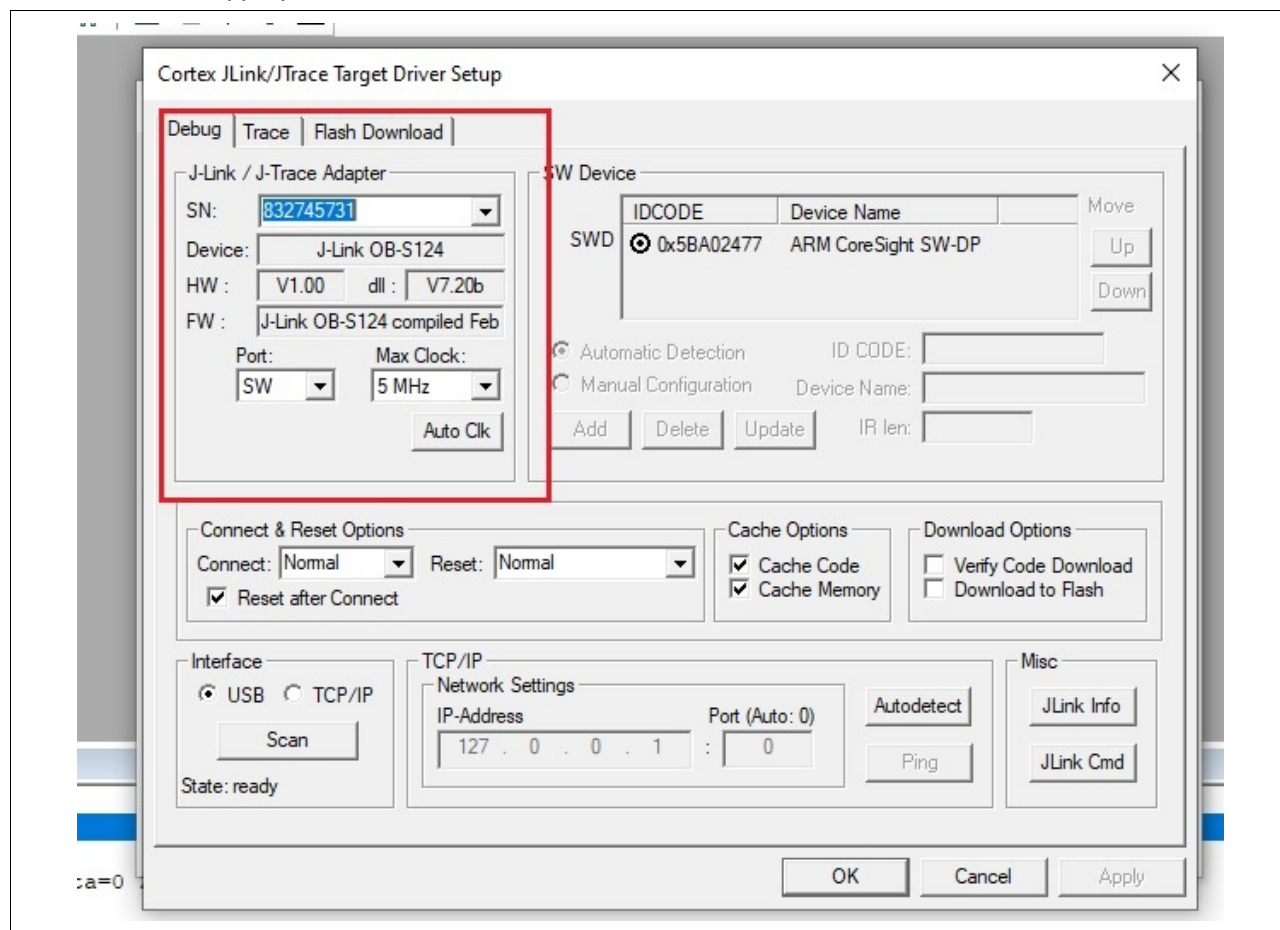 Cortex JLink/JTrace Target Driver Setup
Debug Trace Flash Download
J-Link / J-Trace Adapter
SN: 832745731
Device: J-Link OB-S124
HW : V1.00 dll : V7.20b
FW : J-Link OB-S124 compiled Feb
Port: Max Clock:
SW 5 MHz
Auto Clk
SW Device
IDCODE Device Name Move
SWD 0x5BA02477 ARM CoreSight SW-DP Up
Down
Automatic Detection ID CODE:
Manual Configuration Device Name:
Add Delete Update IR len:
Connect & Reset Options
Connect: Normal Reset: Normal
Reset after Connect
Cache Options
Cache Code
Cache Memory
Download Options
Verify Code Download
Download to Flash
Interface
USB TCP/IP
Scan
State: ready
TCP/IP
Network Settings
IP-Address Port (Auto: 0)
127 . 0 . 0 . 1 : 0
Autodetect
Ping
Misc
JLink Info
JLink Cmd
OK Cancel Apply